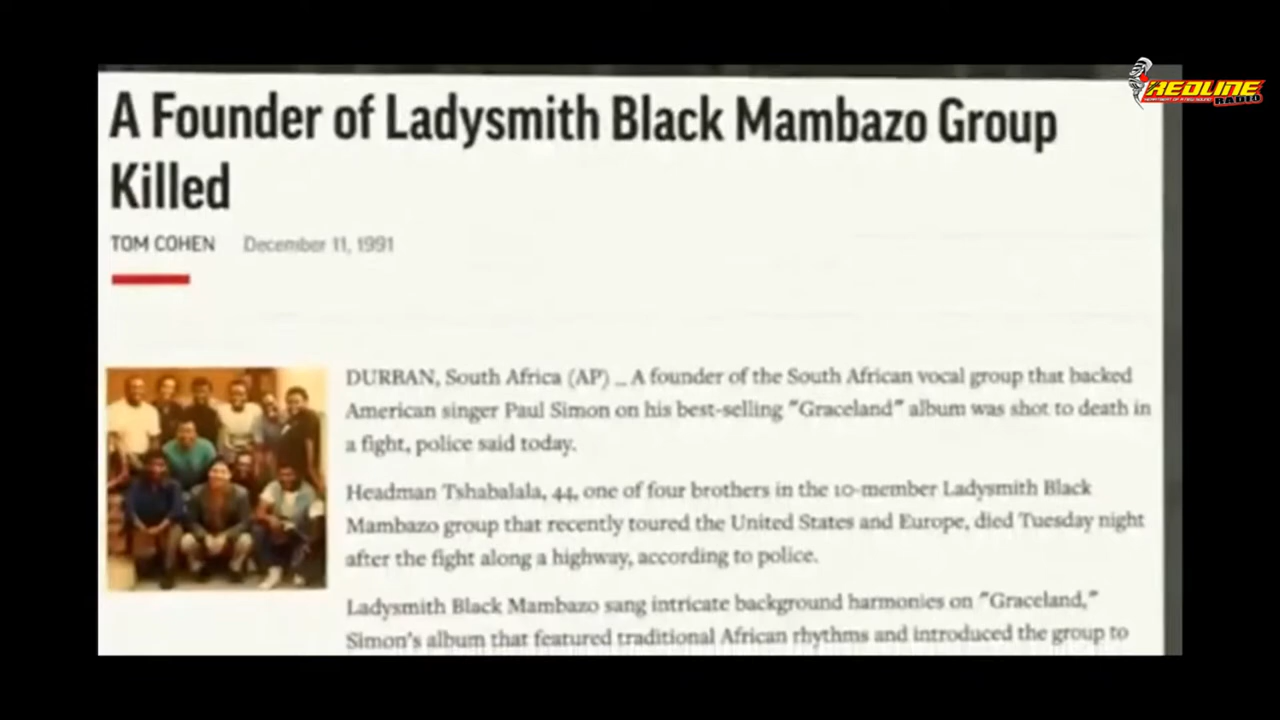 REDLINE
RADIO
A Founder of Ladysmith Black Mambazo Group
Killed
TOM COHEN December 11, 1991
DURBAN, South Africa (AP) _ A founder of the South African vocal group that backed
American singer Paul Simon on his best-selling "Graceland" album was shot to death in
a fight, police said today.
Headman Tshabalala, 44, one of four brothers in the 10-member Ladysmith Black
Mambazo group that recently toured the United States and Europe, died Tuesday night
after the fight along a highway, according to police.
Ladysmith Black Mambazo sang intricate background harmonies on "Graceland,"
Simon's album that featured traditional African rhythms and introduced the group to